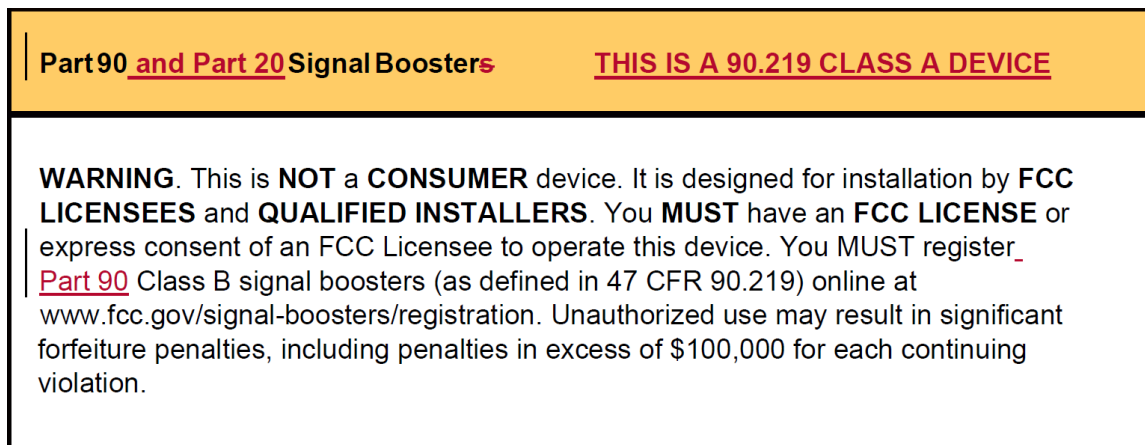 Part 90 and Part 20 Signal Boosters THIS IS A 90.219 CLASS A DEVICE
WARNING. This is NOT a CONSUMER device. It is designed for installation by FCC
LICENSEES and QUALIFIED INSTALLERS. You MUST have an FCC LICENSE or
express consent of an FCC Licensee to operate this device. You MUST register
Part 90 Class B signal boosters (as defined in 47 CFR 90.219) online at
www.fcc.gov/signal-boosters/registration. Unauthorized use may result in significant
forfeiture penalties, including penalties in excess of $100,000 for each continuing
violation.